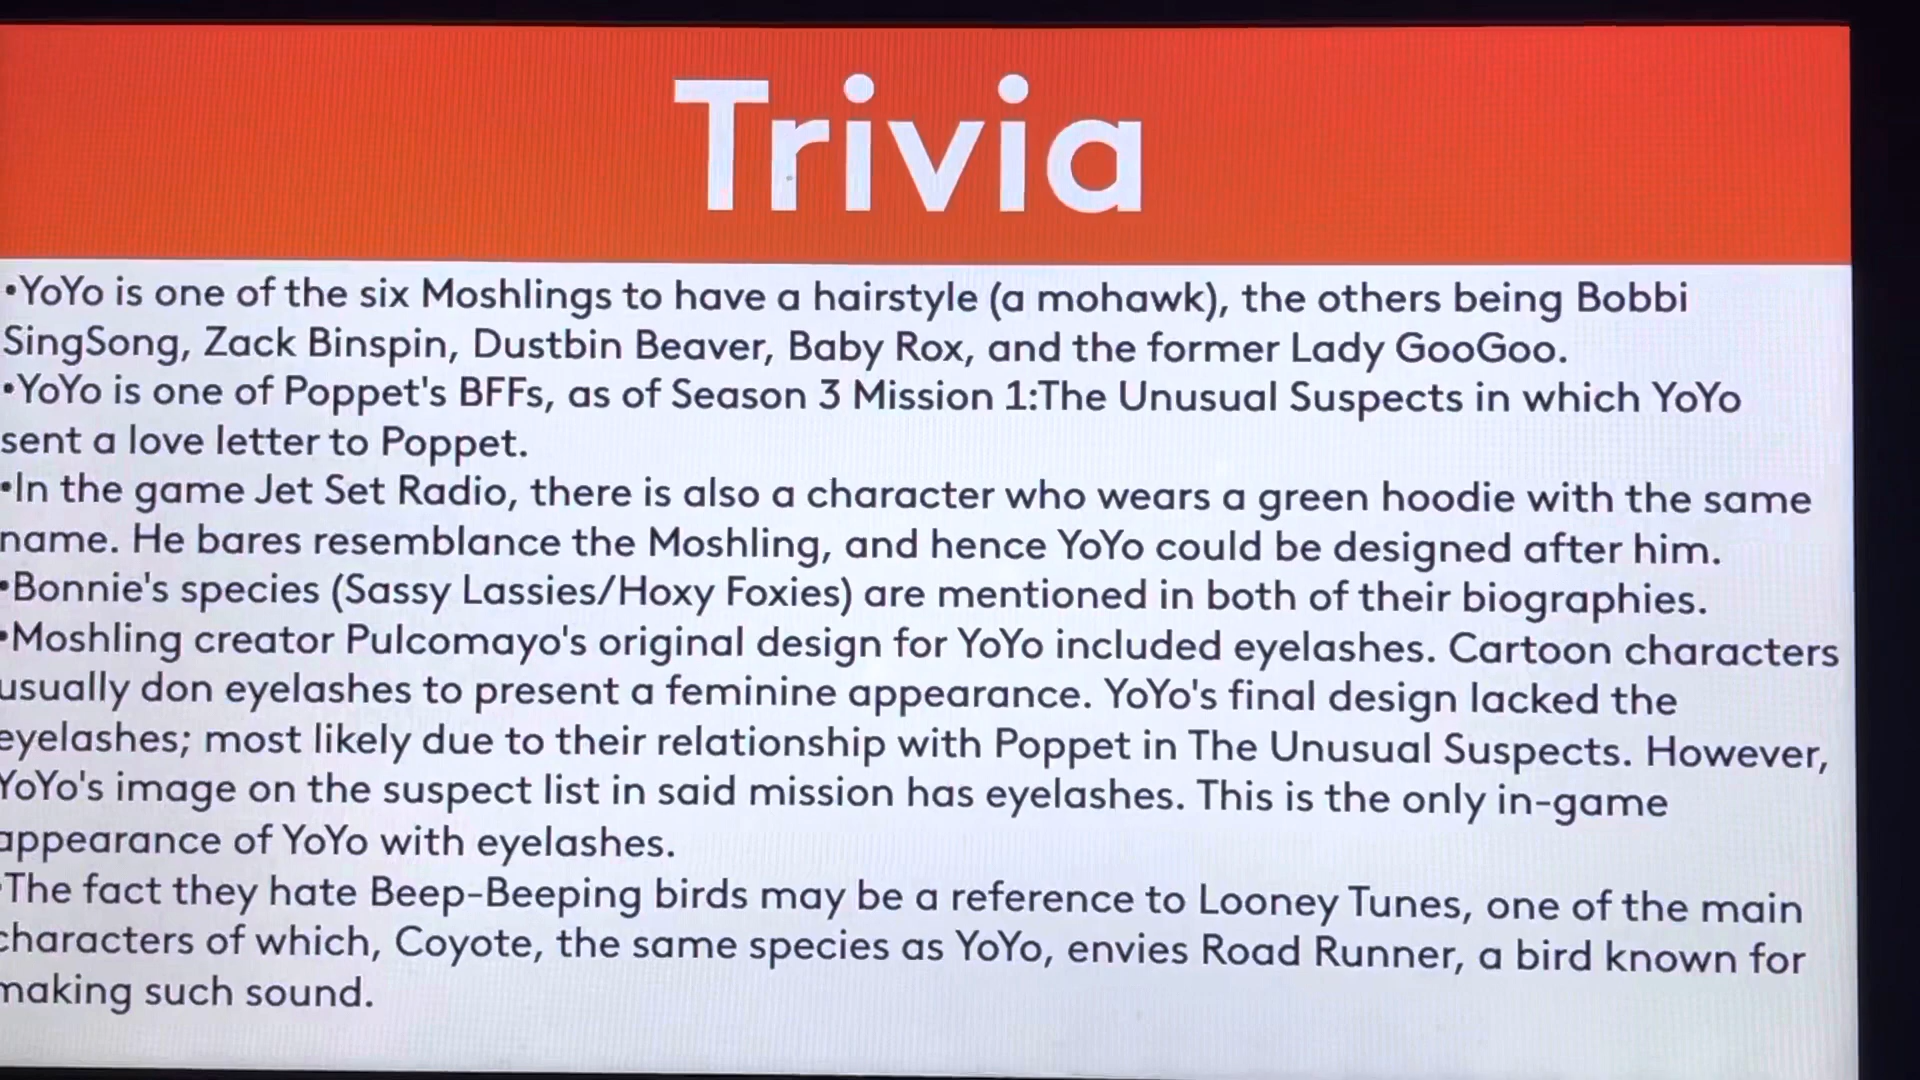 Trivia
•YoYo is one of the six Moshlings to have a hairstyle (a mohawk), the others being Bobbi
SingSong, Zack Binspin, Dustbin Beaver, Baby Rox, and the former Lady GooGoo.
•YoYo is one of Poppet's BFFs, as of Season 3 Mission 1:The Unusual Suspects in which YoYo
sent a love letter to Poppet.
•In the game Jet Set Radio, there is also a character who wears a green hoodie with the same
name. He bares resemblance the Moshling, and hence YoYo could be designed after him.
•Bonnie's species (Sassy Lassies/Hoxy Foxies) are mentioned in both of their biographies.
•Moshling creator Pulcomayo's original design for YoYo included eyelashes. Cartoon characters
usually don eyelashes to present a feminine appearance. YoYo's final design lacked the
eyelashes; most likely due to their relationship with Poppet in The Unusual Suspects. However,
YoYo's image on the suspect list in said mission has eyelashes. This is the only in-game
appearance of YoYo with eyelashes.
•The fact they hate Beep-Beeping birds may be a reference to Looney Tunes, one of the main
characters of which, Coyote, the same species as YoYo, envies Road Runner, a bird known for
making such sound.